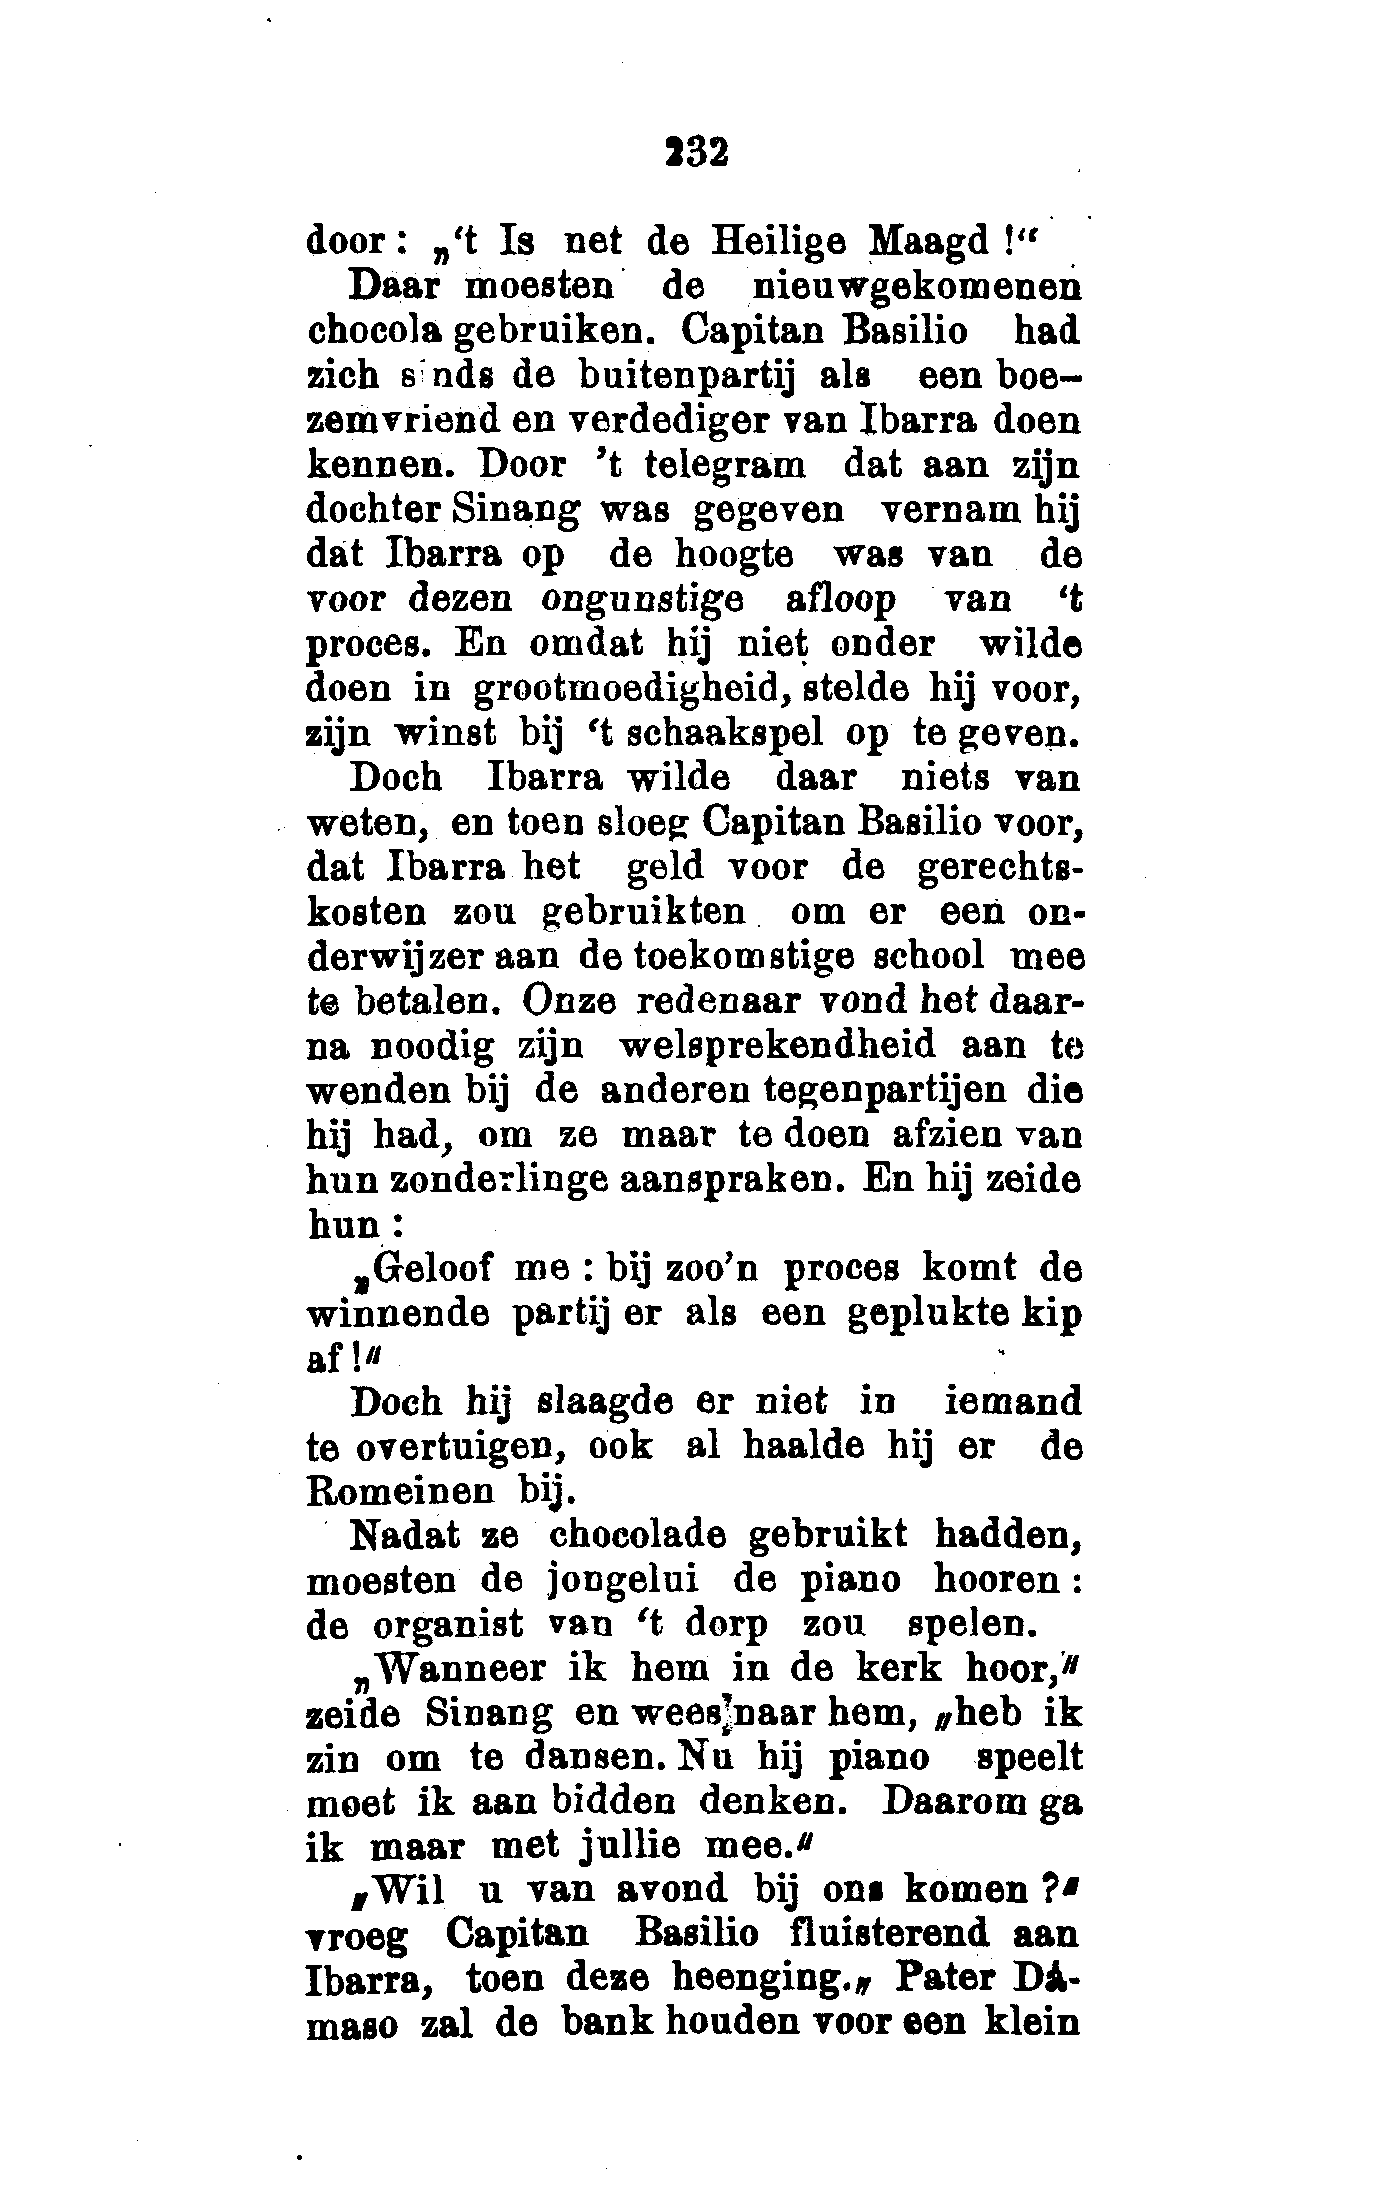 232
door: „‘t Is net de Heilige Maagd !“
Daar moesten de nieuwgekomenen
chocola gebruiken. Capitan Basilio had
zich sinds de buitenpartij als een boe-
zemvriend en verdediger van Ibarra doen
kennen. Door ’t telegram dat aan zijn
dochter Sinang was gegeven vernam hij
dat Ibarra op de hoogte was van de
voor dezen ongunstige afloop van ‘t
proces. En omdat hij niet onder wilde
doen in grootmoedigheid, stelde hij voor,
zijn winst bij ‘t schaakspel op te geven.
Doch Ibarra wilde daar niets van
weten, en toen sloeg Capitan Basilio voor,
dat Ibarra het geld voor de gerechts-
kosten zou gebruikten om er een on-
derwijzer aan de toekomstige school mee
te betalen. Onze redenaar vond het daar-
na noodig zijn welsprekendheid aan te
wenden bij de anderen tegenpartijen die
hij had, om ze maar te doen afzien van
hun zonderlinge aanspraken. En hij zeide
hun :
„Geloof me : bij zoo’n proces komt de
winnende partij er als een geplukte kip
af !"
Doch hij slaagde er niet in iemand
te overtuigen, ook al haalde hij er de
Romeinen bij.
Nadat ze chocolade gebruikt hadden,
moesten de jongelui de piano hooren :
de organist van ‘t dorp zou spelen.
„Wanneer ik hem in de kerk hoor,"
zeide Sinang en wees naar hem, „heb ik
zin om te dansen. Nu hij piano speelt
moet ik aan bidden denken. Daarom ga
ik maar met jullie mee."
„Wil u van avond bij ons komen ?"
vroeg Capitan Basilio fluisterend aan
Ibarra, toen deze heenging.„ Pater Dá-
maso zal de bank houden voor een klein